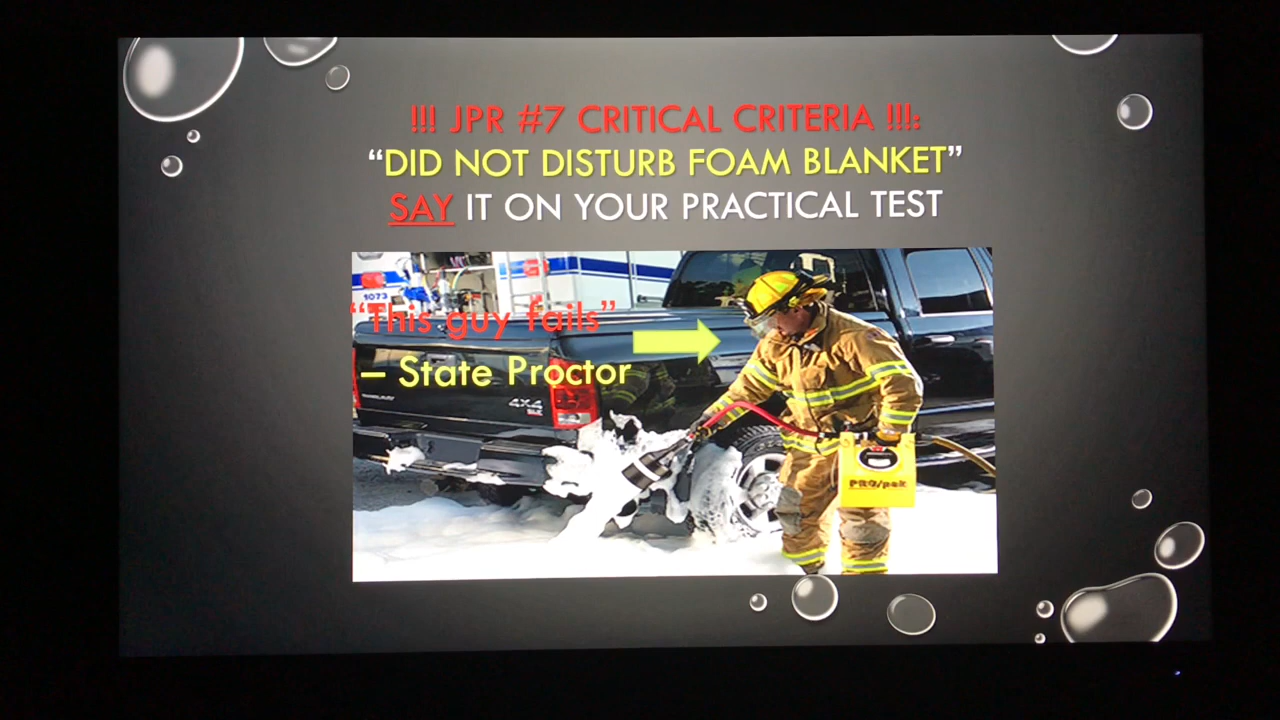 !!! JPR #7 CRITICAL CRITERIA !!!:
“DID NOT DISTURB FOAM BLANKET”
SAY IT ON YOUR PRACTICAL TEST
1073
“This guy fails”
– State Proctor
4X4
SLT
PRO/pak